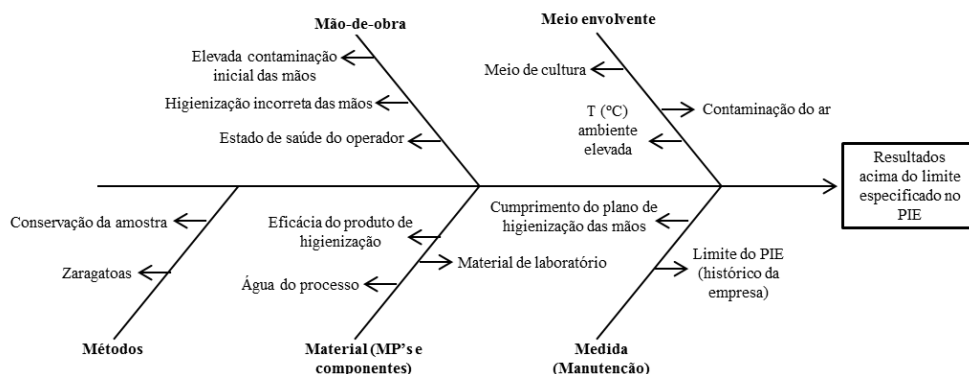 Mão-de-obra
Elevada contaminação
inicial das mãos
Higienização incorreta das mãos
Estado de saúde do operador
Meio envolvente
Meio de cultura
Contaminação do ar
T (°C)
ambiente
elevada
Resultados
acima do limite
especificado no
PIE
Conservação da amostra
Zaragatoas
Métodos
Eficácia do produto de
higienização
Material de laboratório
Água do processo
Material (MP's e
componentes)
Cumprimento do plano de
higienização das mãos
Limite do PIE
(histórico da
empresa)
Medida
(Manutenção)